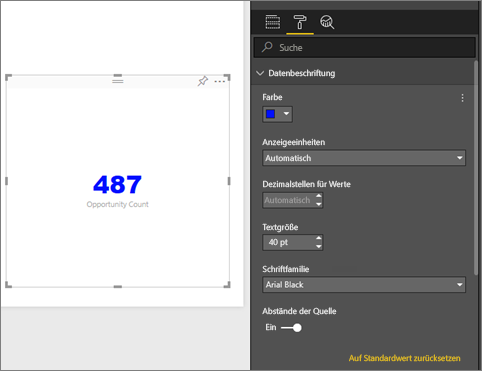 487
Opportunity Count
Suche
Datenbeschriftung
Farbe
Anzeigeeinheiten
Automatisch
Dezimalstellen für Werte
Automatisch
Textgröße
40 pt
Schriftfamilie
Arial Black
Abstände der Quelle
Ein
Auf Standardwert zurücksetzen